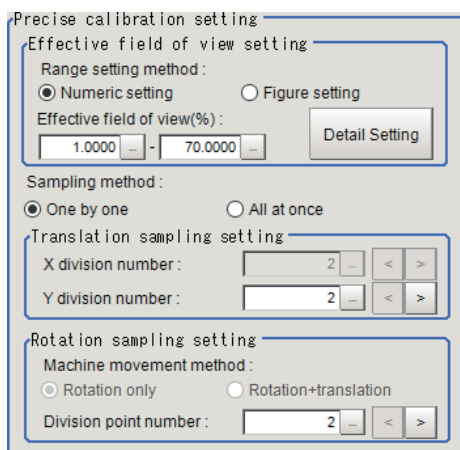 Precise calibration setting
Effective field of view setting
Range setting method :
Numeric setting Figure setting
Effective field of view(%) :
1.0000 ... - 70.0000 ... Detail Setting
Sampling method :
One by one All at once
Translation sampling setting
X division number : 2 ... < >
Y division number : 2 ... < >
Rotation sampling setting
Machine movement method :
Rotation only Rotation+translation
Division point number : 2 ... < >